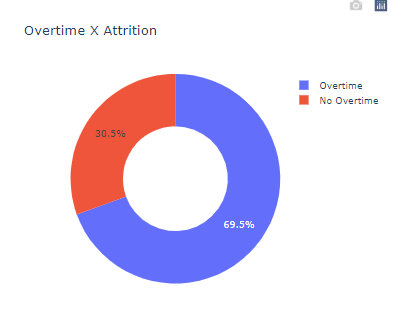 Overtime X Attrition
Overtime
No Overtime
30.5%
69.5%